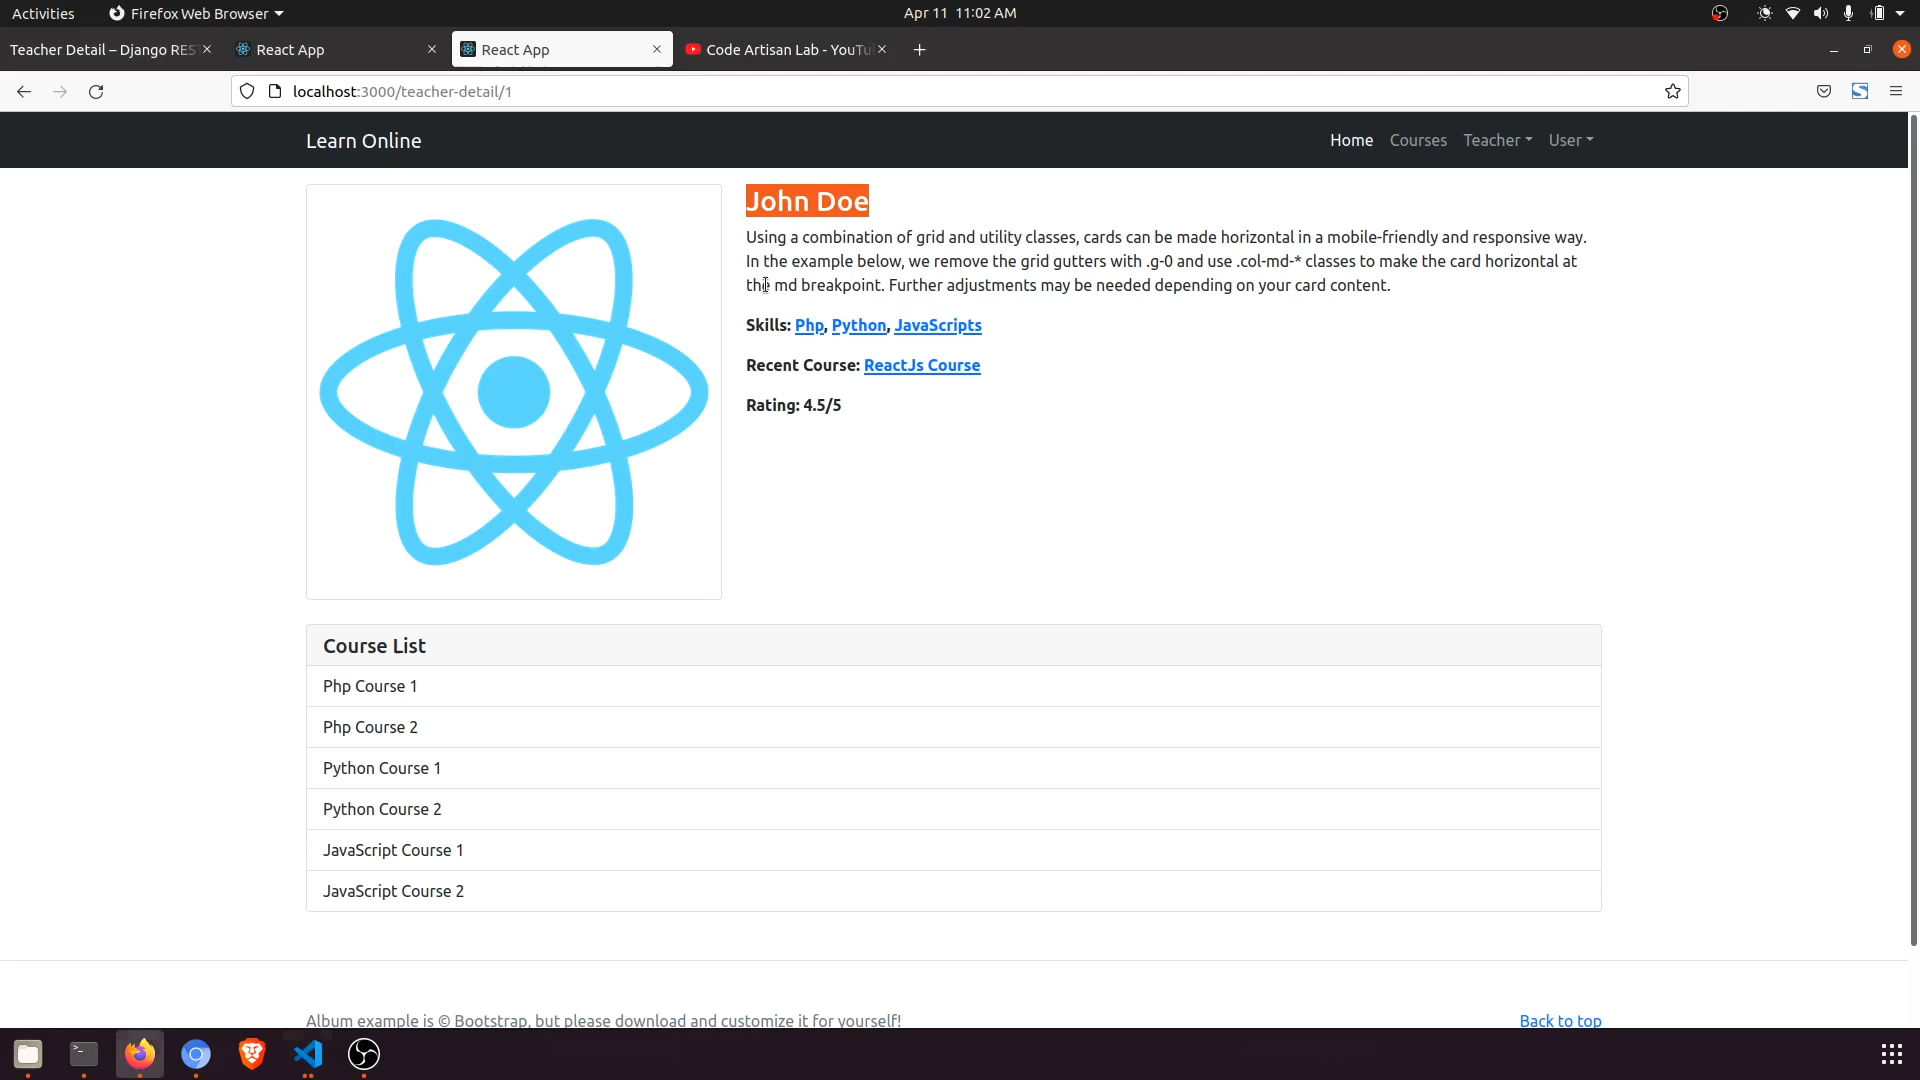 Activities
Firefox Web Browser
Apr 11 11:02 AM
Teacher Detail – Django RES
React App
React App
Code Artisan Lab - YouTu
localhost:3000/teacher-detail/1
Learn Online
Home
Courses
Teacher
User
John Doe
Using a combination of grid and utility classes, cards can be made horizontal in a mobile-friendly and responsive way.
In the example below, we remove the grid gutters with .g-0 and use .col-md-* classes to make the card horizontal at
the md breakpoint. Further adjustments may be needed depending on your card content.
Skills: Php, Python, JavaScripts
Recent Course: ReactJs Course
Rating: 4.5/5
Course List
Php Course 1
Php Course 2
Python Course 1
Python Course 2
JavaScript Course 1
JavaScript Course 2
Album example is © Bootstrap, but please download and customize it for yourself!
Back to top